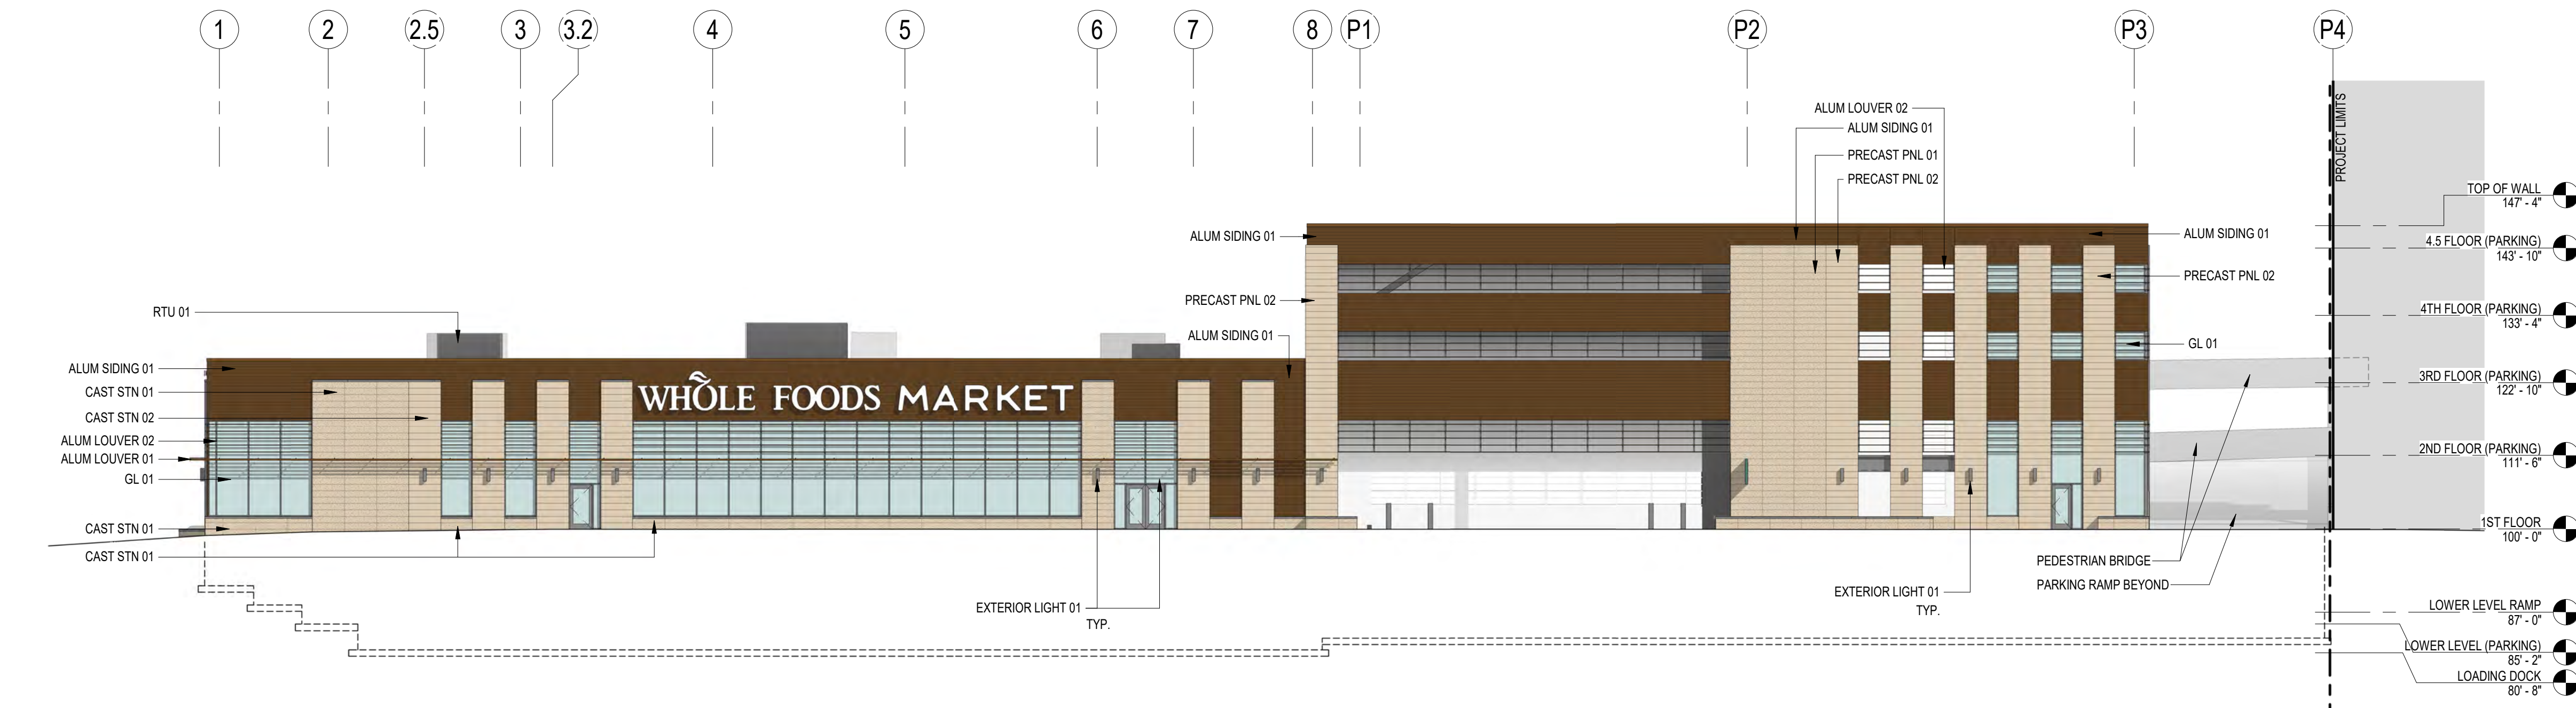 1 2 2.5 3 3.2 4 5 6 7 8 P1 P2 P3 P4
PROJECT LIMITS
ALUM LOUVER 02
ALUM SIDING 01
PRECAST PNL 01
PRECAST PNL 02
TOP OF WALL
147' - 4"
ALUM SIDING 01
ALUM SIDING 01
4.5 FLOOR (PARKING)
143' - 10"
PRECAST PNL 02
PRECAST PNL 02
RTU 01
4TH FLOOR (PARKING)
133' - 4"
ALUM SIDING 01
GL 01
ALUM SIDING 01
3RD FLOOR (PARKING)
122' - 10"
CAST STN 01
WHOLE FOODS MARKET
CAST STN 02
ALUM LOUVER 02
2ND FLOOR (PARKING)
111' - 6"
ALUM LOUVER 01
GL 01
CAST STN 01
1ST FLOOR
100' - 0"
CAST STN 01
PEDESTRIAN BRIDGE
PARKING RAMP BEYOND
EXTERIOR LIGHT 01
TYP.
EXTERIOR LIGHT 01
TYP.
LOWER LEVEL RAMP
87' - 0"
LOWER LEVEL (PARKING)
85' - 2"
LOADING DOCK
80' - 8"